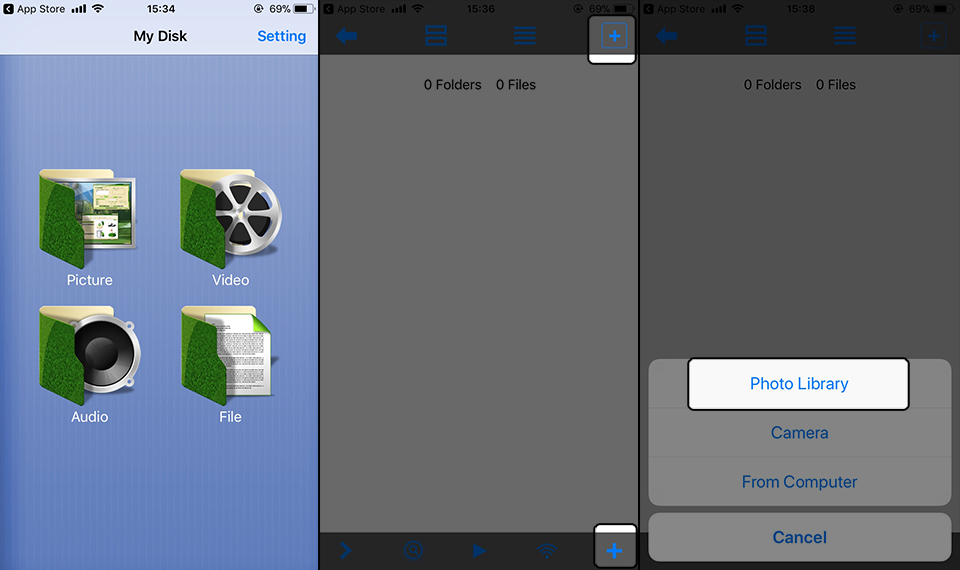 App Store 15:34 69%
My Disk Setting
Picture Video
Audio File
App Store 15:36 69%
0 Folders 0 Files
App Store 15:38 69%
0 Folders 0 Files
Photo Library
Camera
From Computer
Cancel